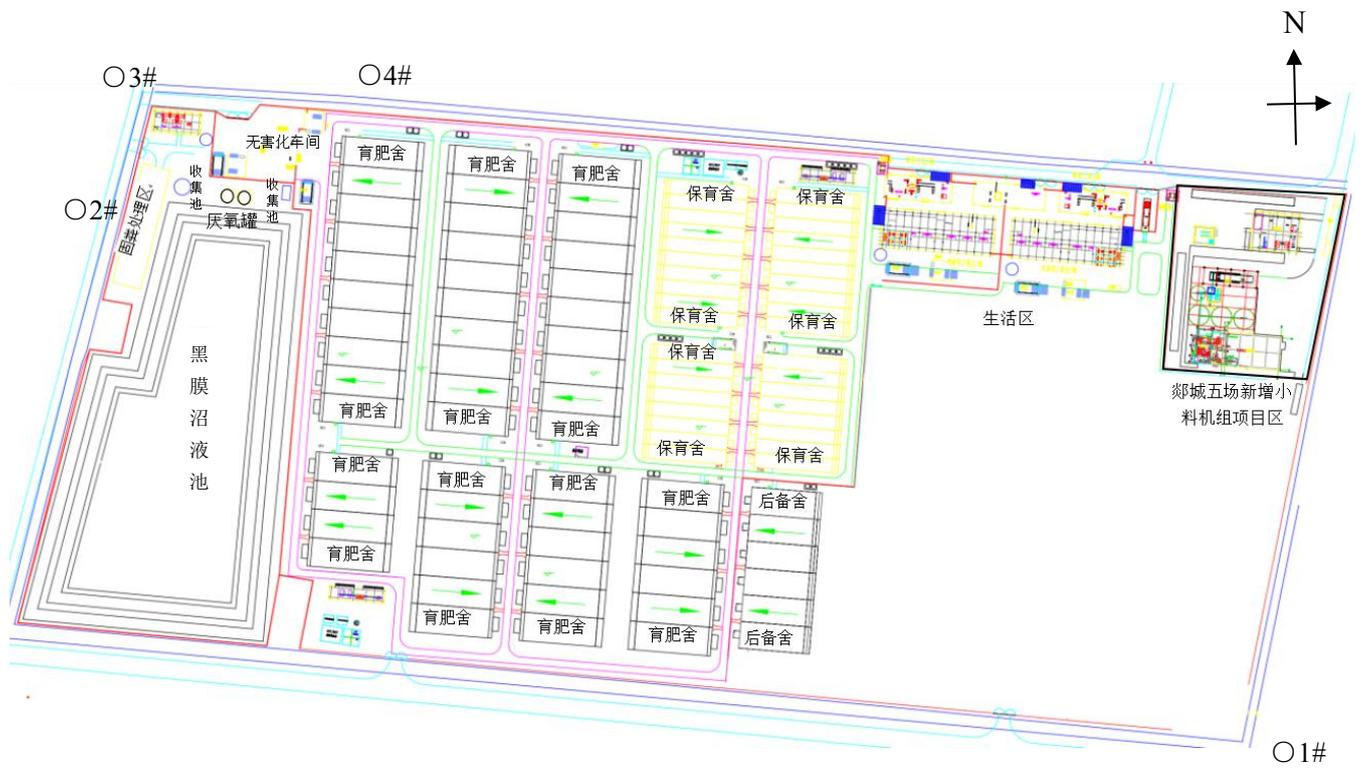 N
○3#
○4#
无害化车间
收集池
收集池
○2#
固粪处理区
厌氧罐
黑膜沼液池
育肥舍
育肥舍
育肥舍
保育舍
保育舍
保育舍
保育舍
保育舍
育肥舍
育肥舍
育肥舍
保育舍
保育舍
生活区
郯城五场新增小
料机组项目区
育肥舍
育肥舍
育肥舍
育肥舍
后备舍
育肥舍
育肥舍
育肥舍
育肥舍
后备舍
○1#